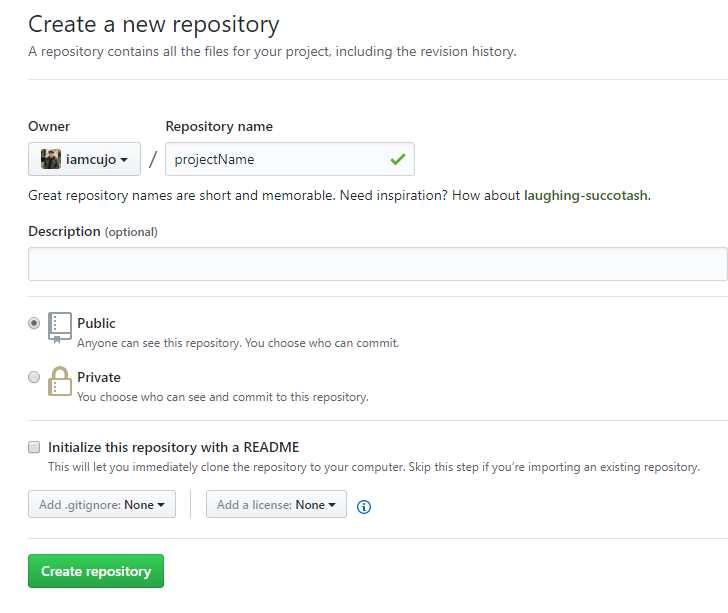 Create a new repository
A repository contains all the files for your project, including the revision history.
Owner
Repository name
iamcujo
/
projectName
Great repository names are short and memorable. Need inspiration? How about laughing-succotash.
Description (optional)
Public
Anyone can see this repository. You choose who can commit.
Private
You choose who can see and commit to this repository.
Initialize this repository with a README
This will let you immediately clone the repository to your computer. Skip this step if you're importing an existing repository.
Add .gitignore: None
Add a license: None
Create repository